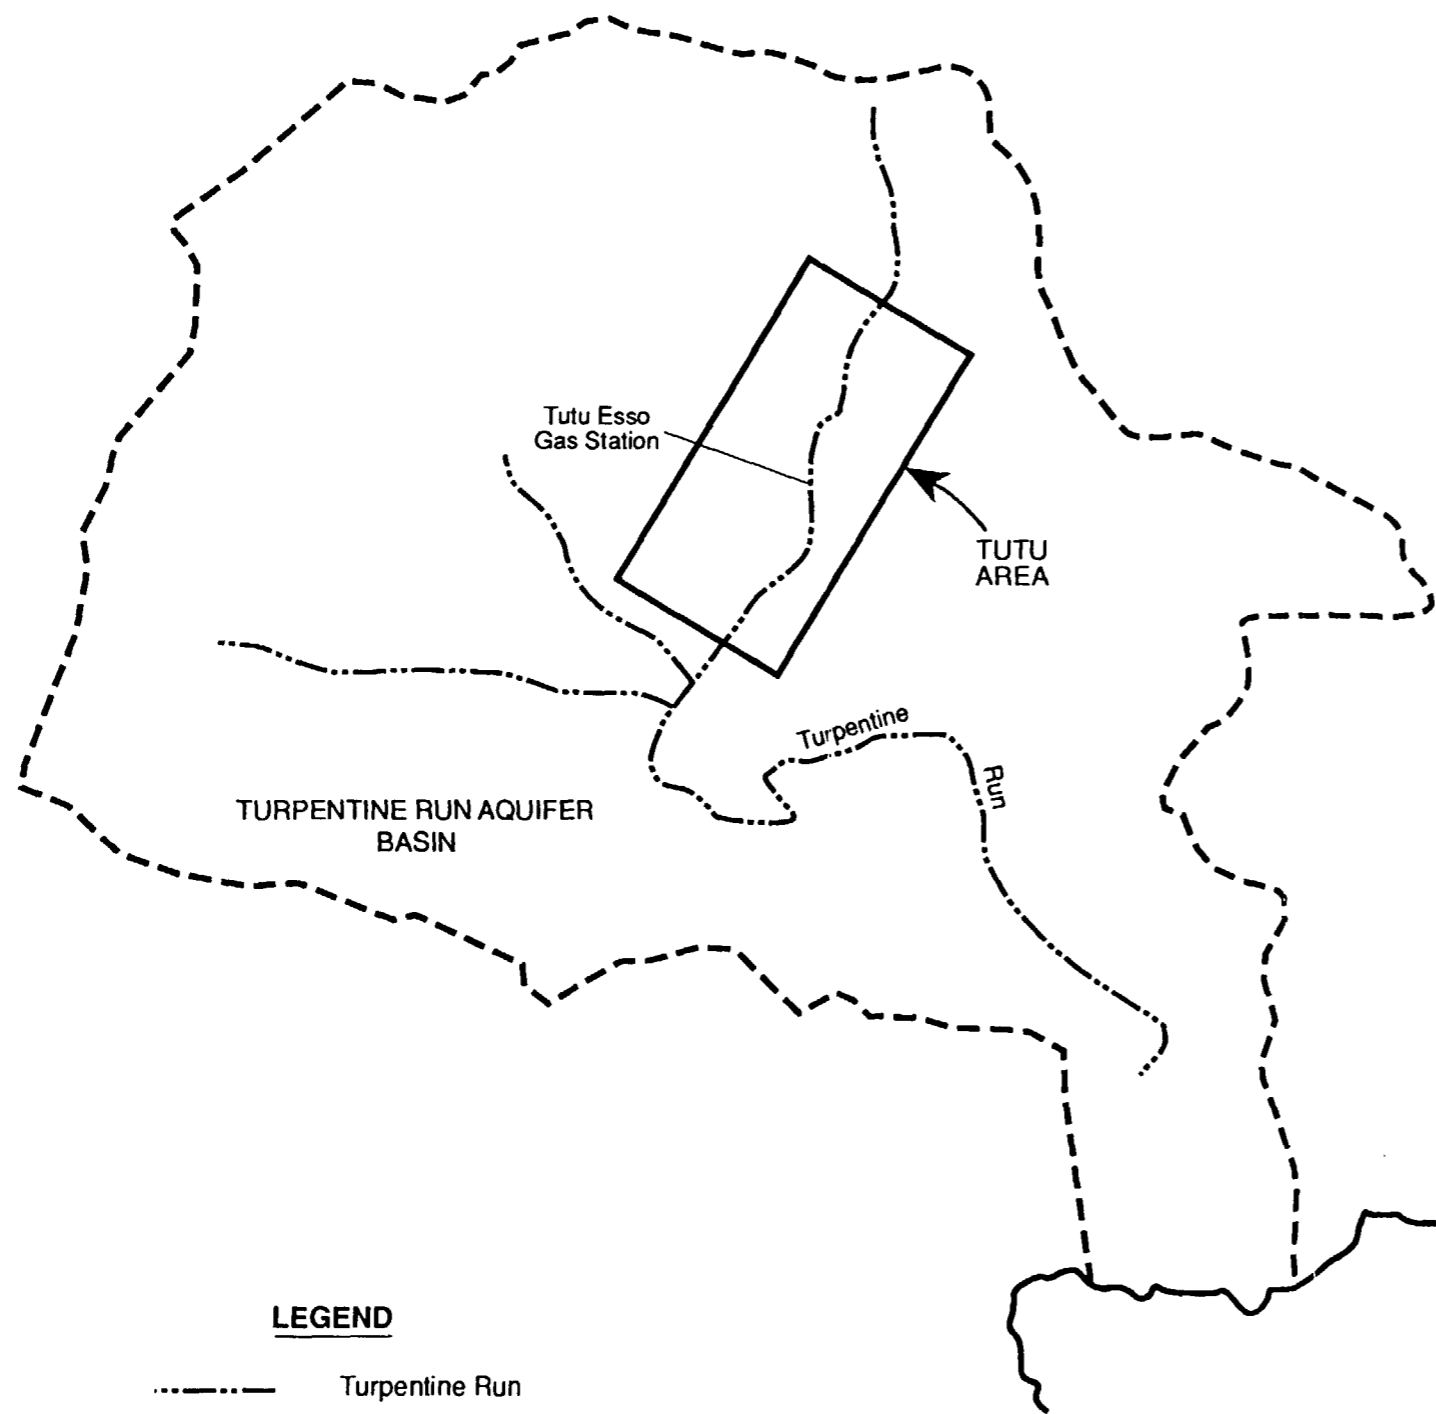 Tutu Esso
Gas Station
TUTU
AREA
Turpentine
Run
TURPENTINE RUN AQUIFER
BASIN
LEGEND
Turpentine Run